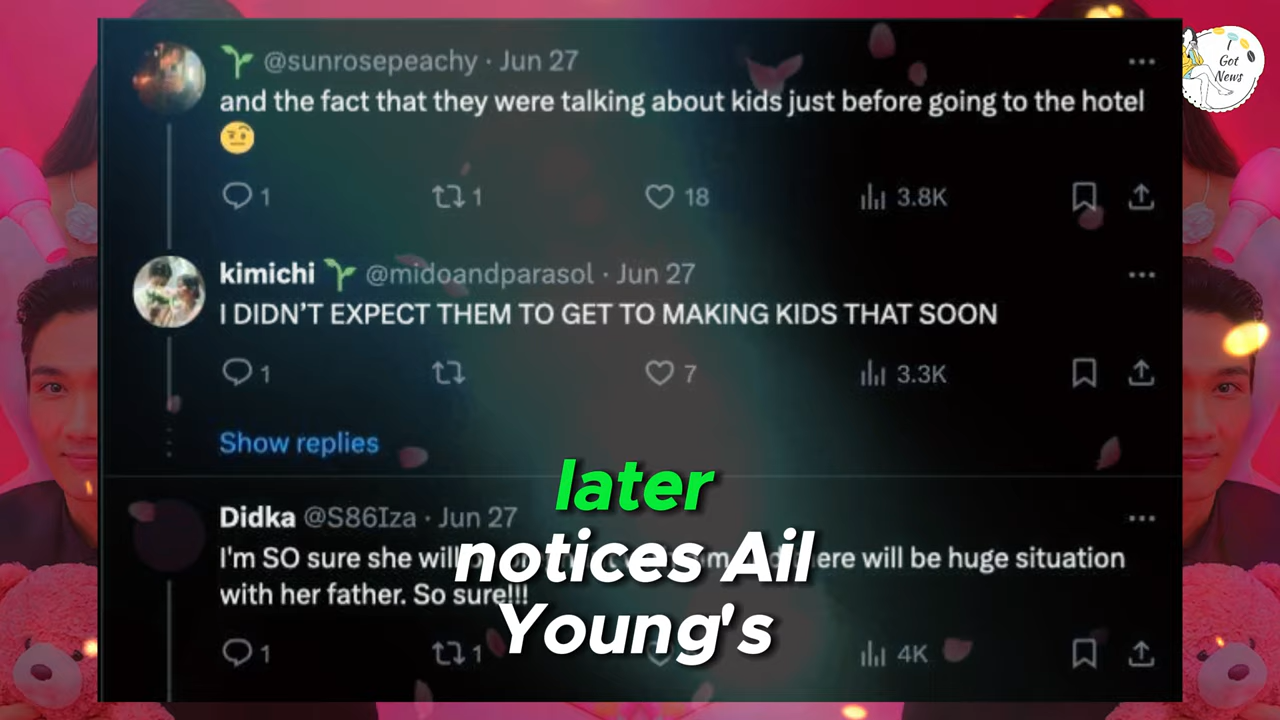 @sunrosepeachy · Jun 27
and the fact that they were talking about kids just before going to the hotel
1 1 18 3.8K
kimichi @midoandparasol · Jun 27
I DIDN'T EXPECT THEM TO GET TO MAKING KIDS THAT SOON
1 7 3.3K
Show replies
Didka @S86Iza · Jun 27
I'm SO sure she will ere will be huge situation
with her father. So sure!!!
1 1 4K
later
notices Ail
Young's
I
Got
News